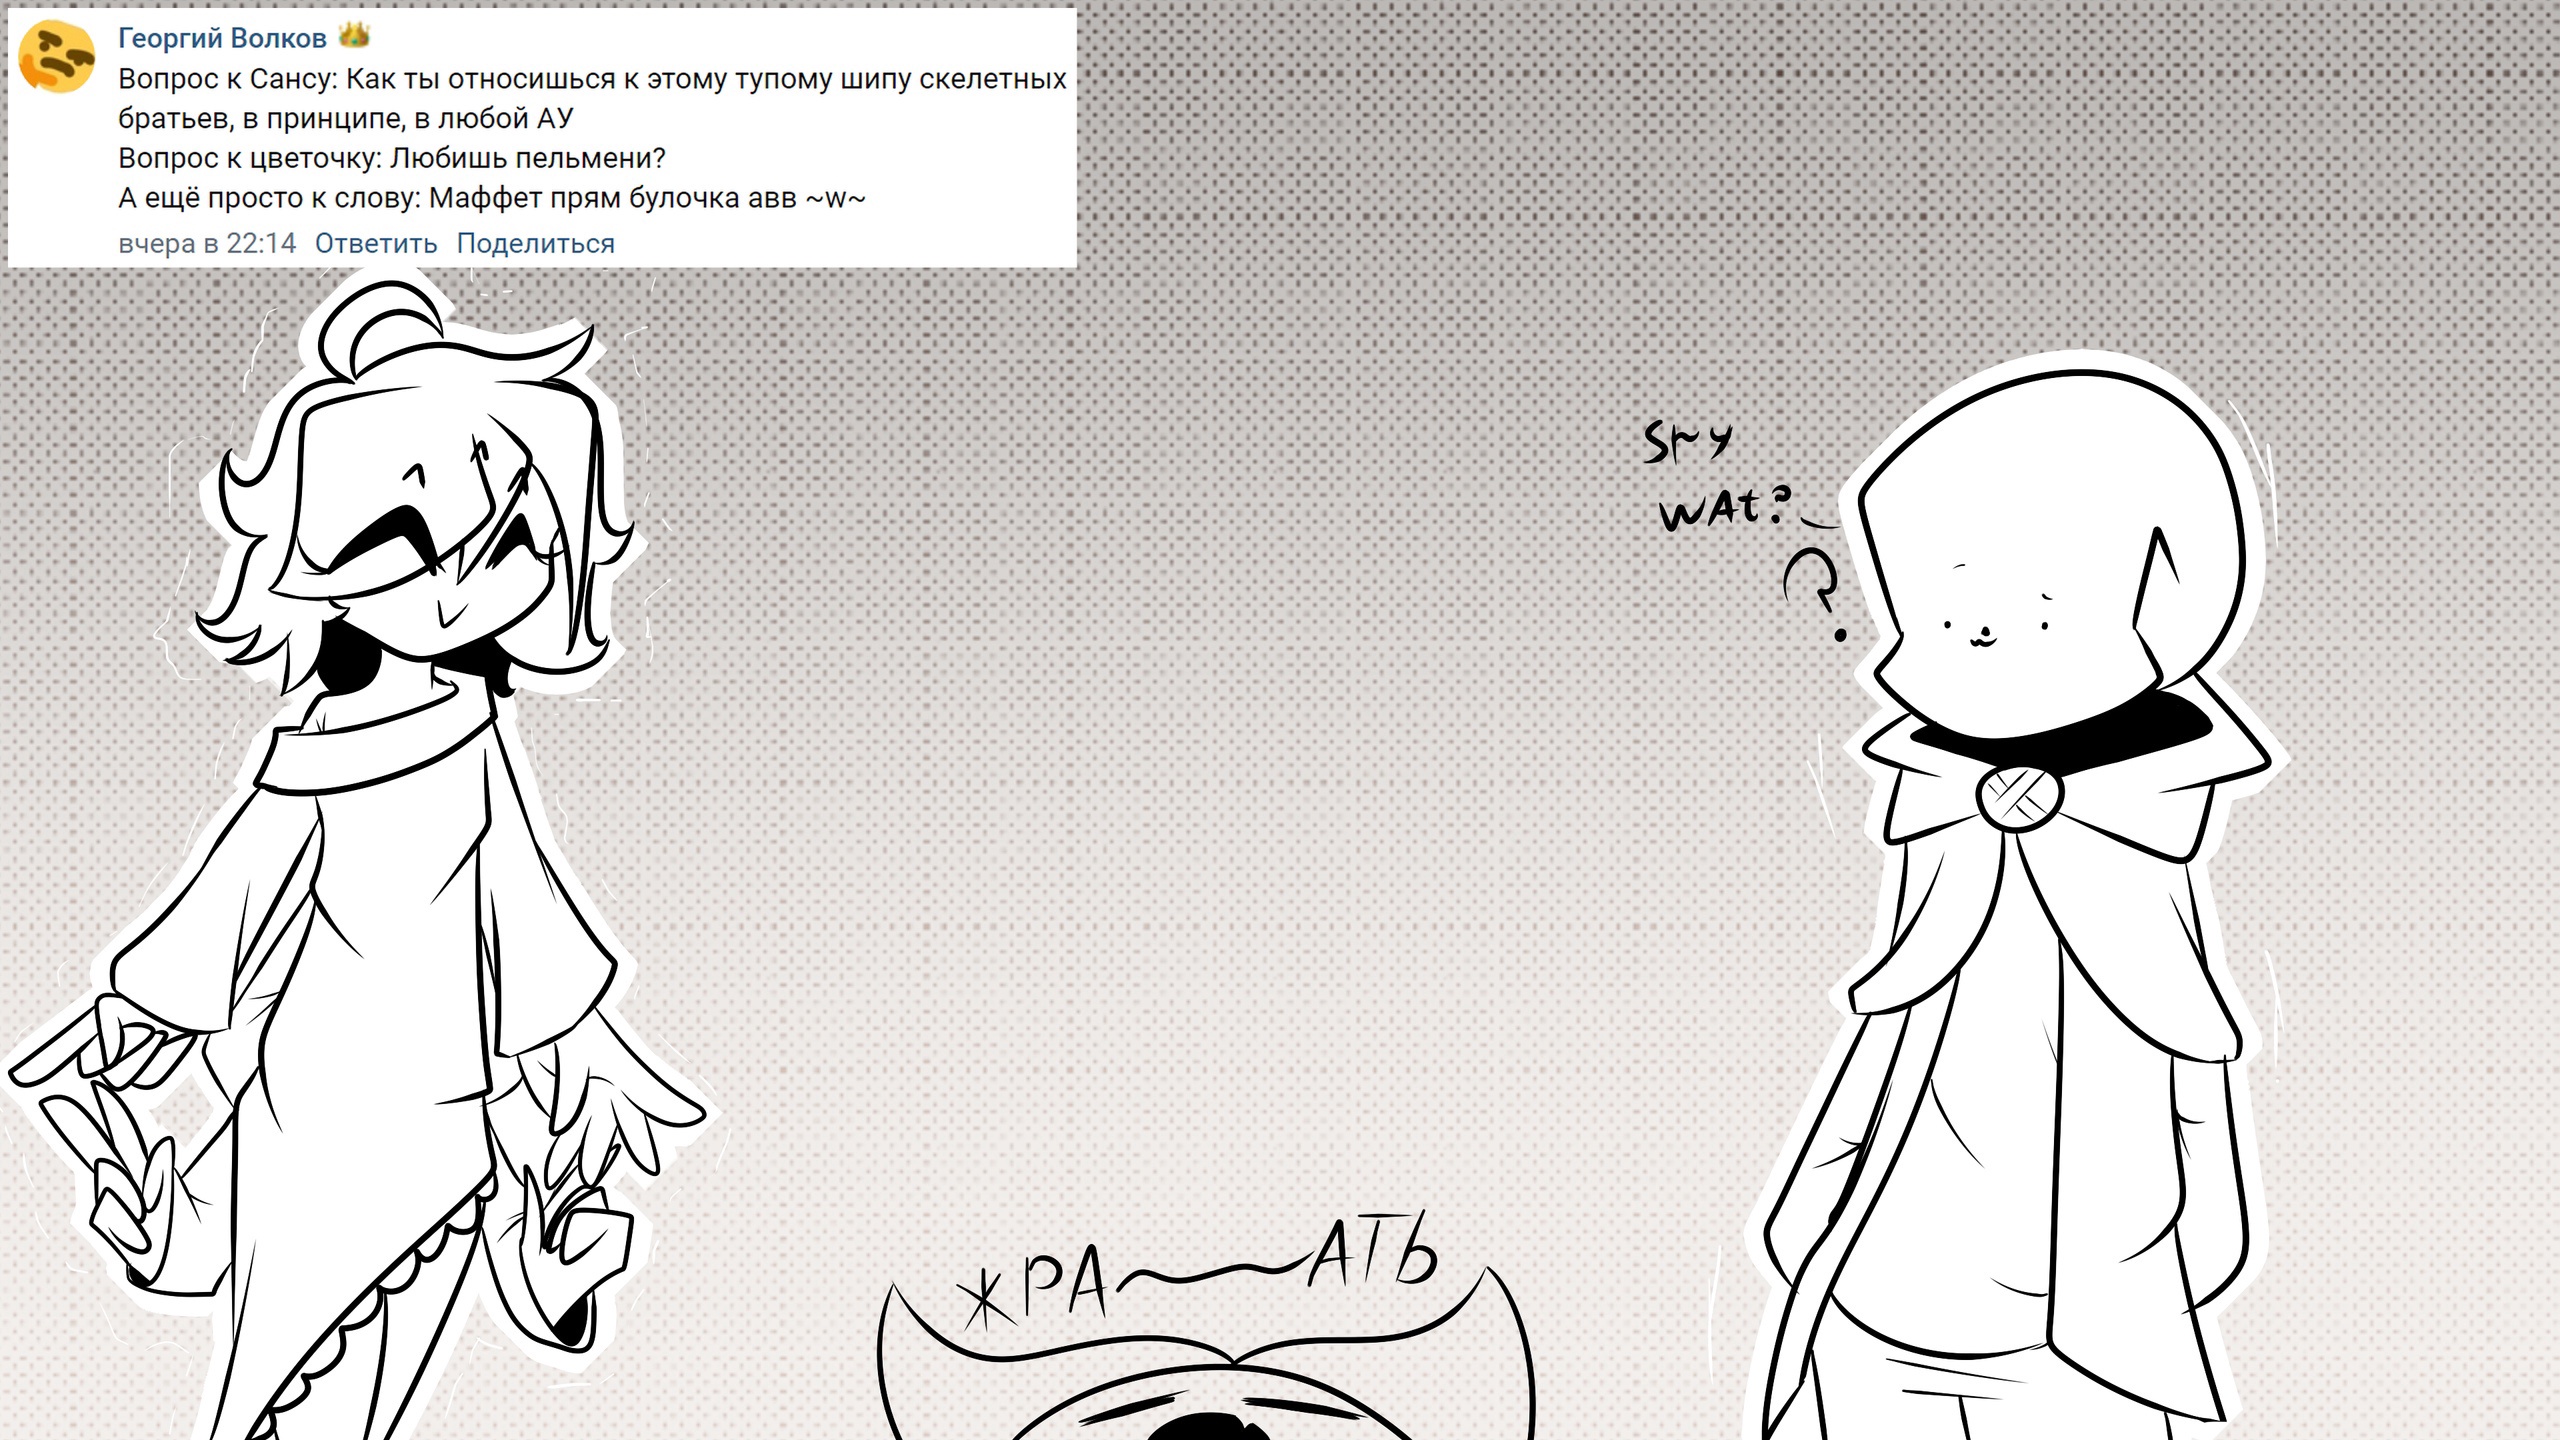 Георгий Волков
Вопрос к Сансу: Как ты относишься к этому тупому шипу скелетных
братьев, в принципе, в любой АУ
Вопрос к цветочку: Любишь пельмени?
А ещё просто к слову: Маффет прям булочка авв ~w~
вчера в 22:14 Ответить Поделиться
WAt?
?
ЖРА~АТЬ